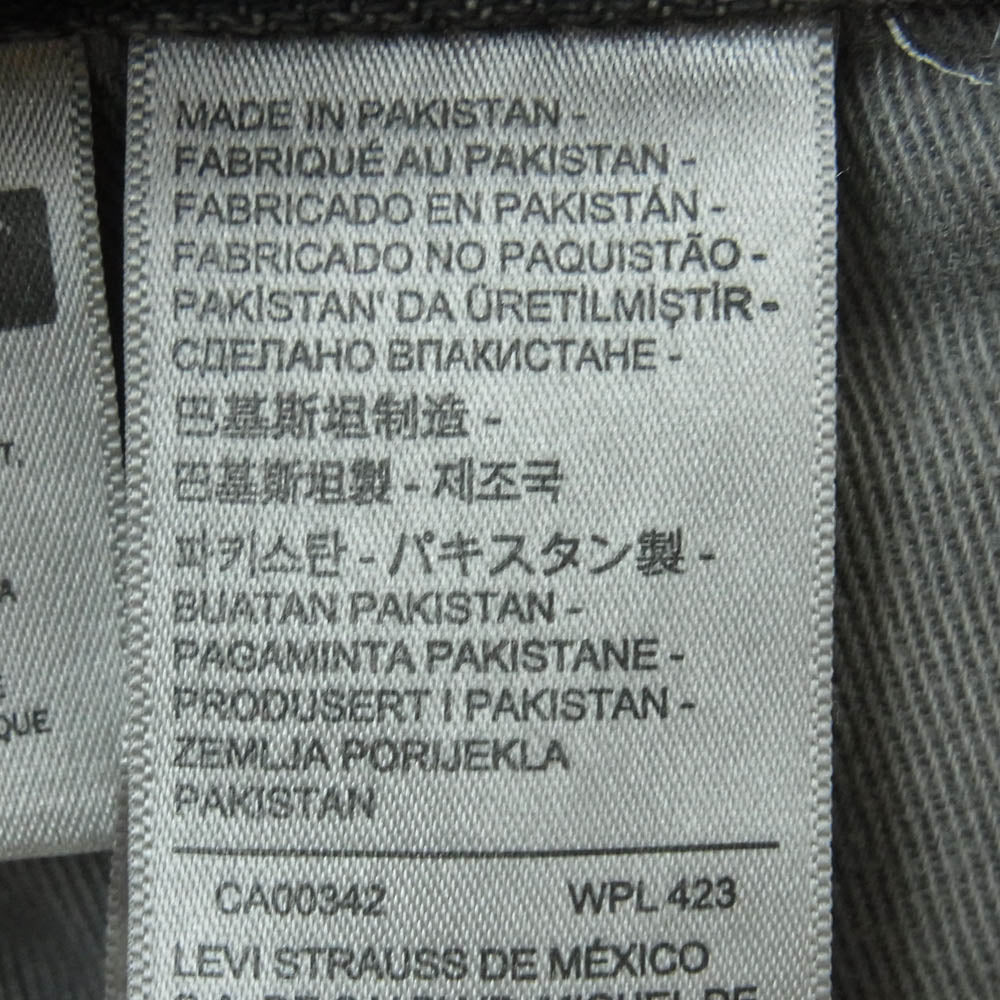 MADE IN PAKISTAN -
FABRIQUÉ AU PAKISTAN -
FABRICADO EN PAKISTÁN -
FABRICADO NO PAQUISTÃO -
PAKİSTAN' DA ÜRETİLMİŞTİR -
СДЕЛАНО ВПАКИСТАНЕ -
巴基斯坦制造 -
巴基斯坦製 - 제조국
파키스탄 - パキスタン製 -
BUATAN PAKISTAN -
PAGAMINTA PAKISTANE -
PRODUSERT I PAKISTAN -
ZEMLJA PORIJEKLA
PAKISTAN
CA00342 WPL 423
LEVI STRAUSS DE MÉXICO